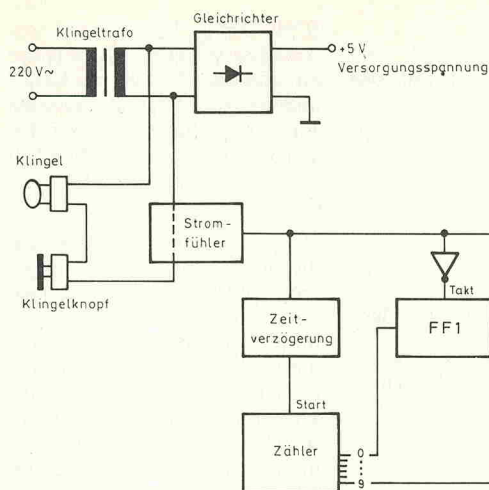 Gleichrichter
Klingeltrafo
+5 V
220 V~
Versorgungsspannung
Klingel
Strom-
fühler
Klingelknopf
Takt
Zeit-
verzögerung
FF1
Start
Zähler
0
9